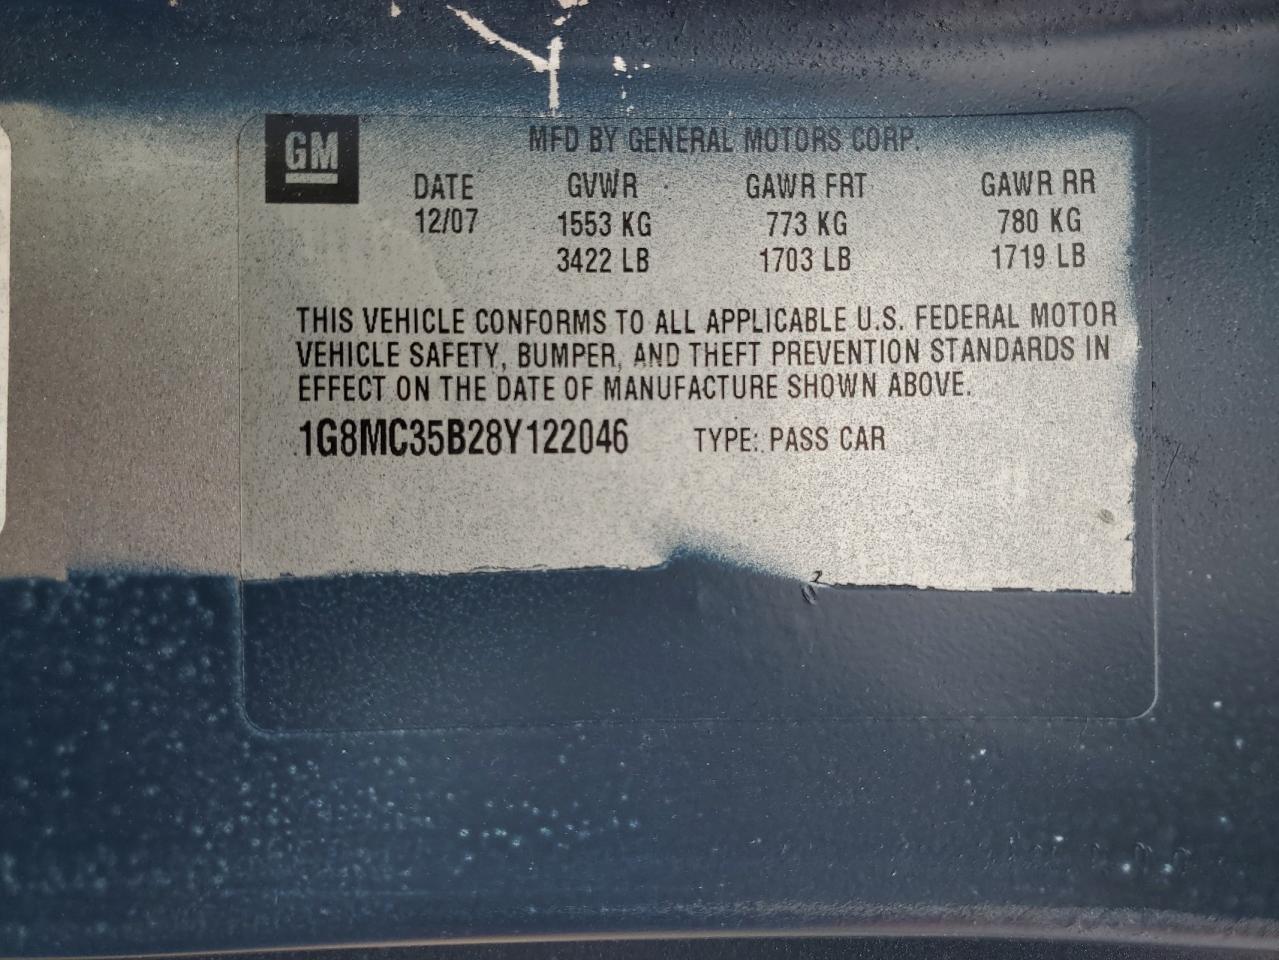 GM
MFD BY GENERAL MOTORS CORP.
DATE GVWR GAWR FRT GAWR RR
12/07 1553 KG 773 KG 780 KG
3422 LB 1703 LB 1719 LB
THIS VEHICLE CONFORMS TO ALL APPLICABLE U.S. FEDERAL MOTOR
VEHICLE SAFETY, BUMPER, AND THEFT PREVENTION STANDARDS IN
EFFECT ON THE DATE OF MANUFACTURE SHOWN ABOVE.
1G8MC35B28Y122046 TYPE: PASS CAR